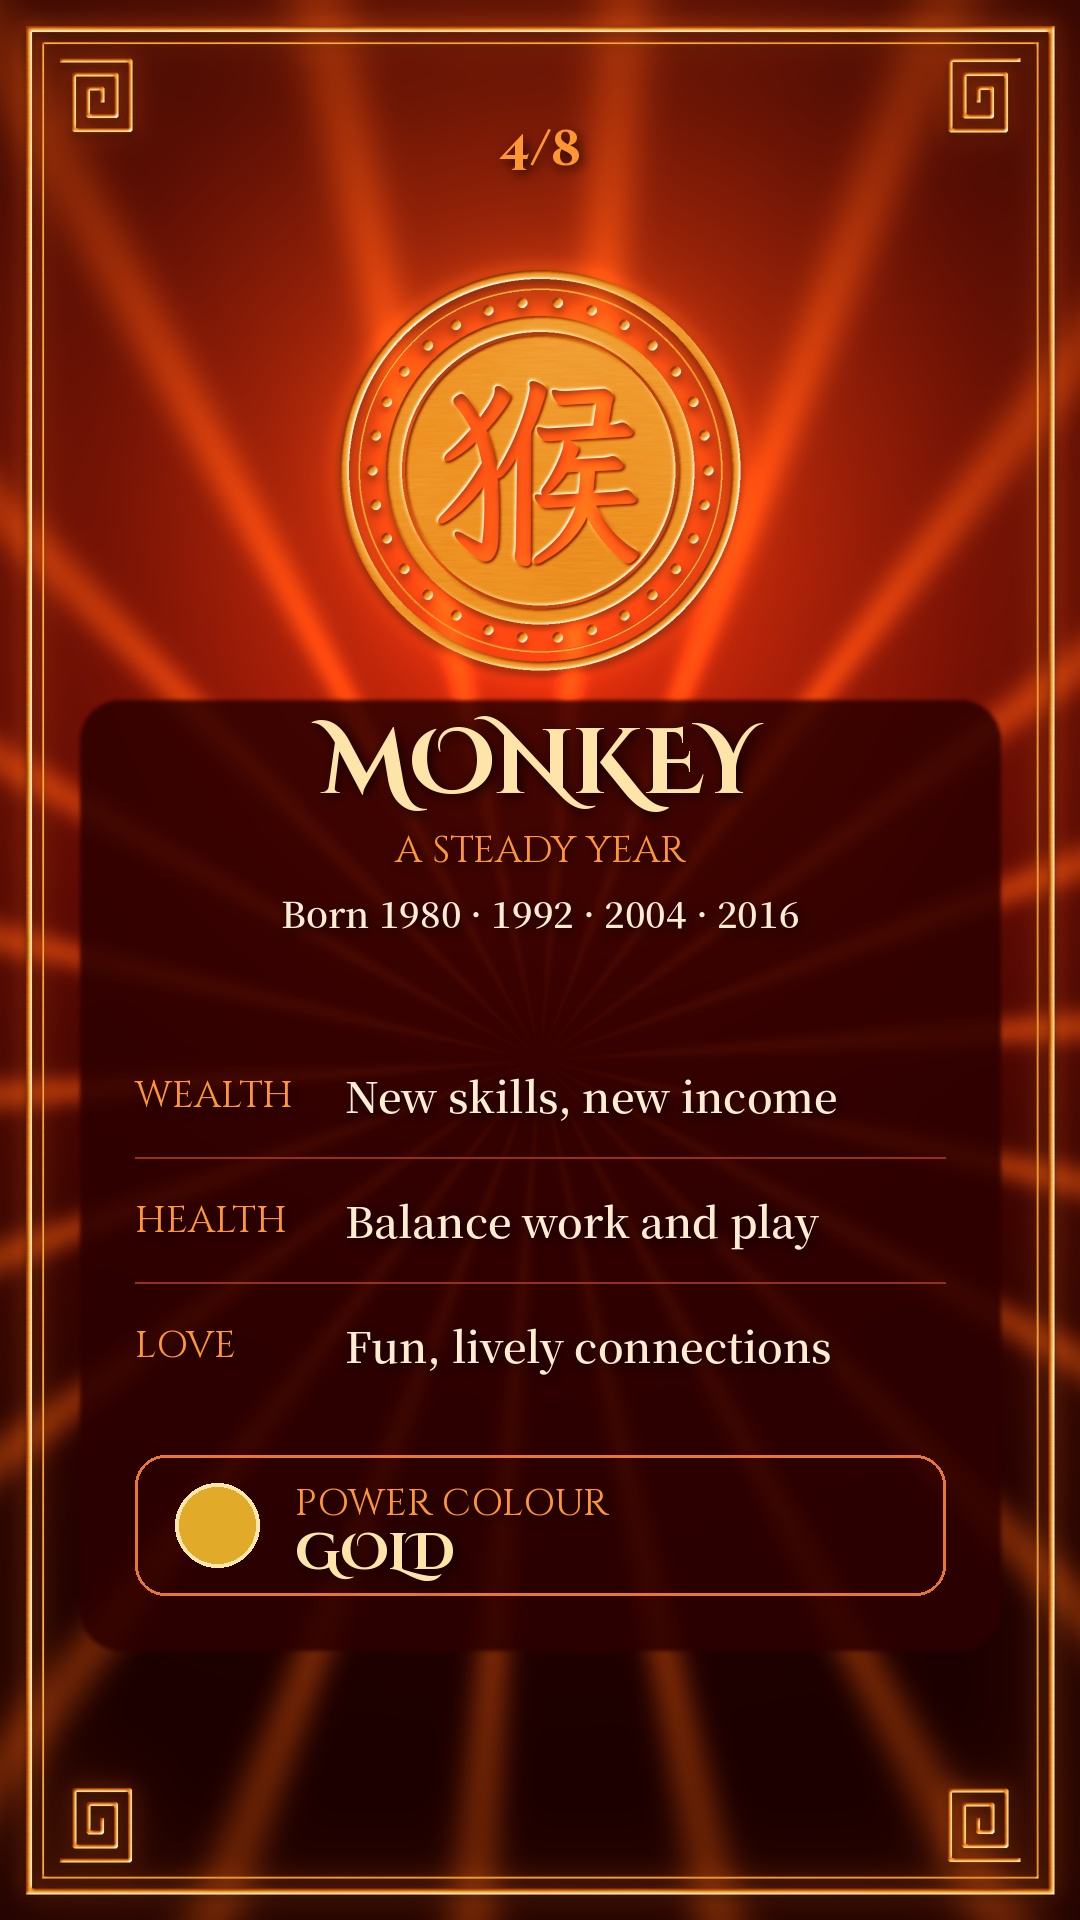 4/8
猴
MONKEY
A STEADY YEAR
Born 1980 · 1992 · 2004 · 2016
WEALTH New skills, new income
HEALTH Balance work and play
LOVE Fun, lively connections
POWER COLOUR
GOLD